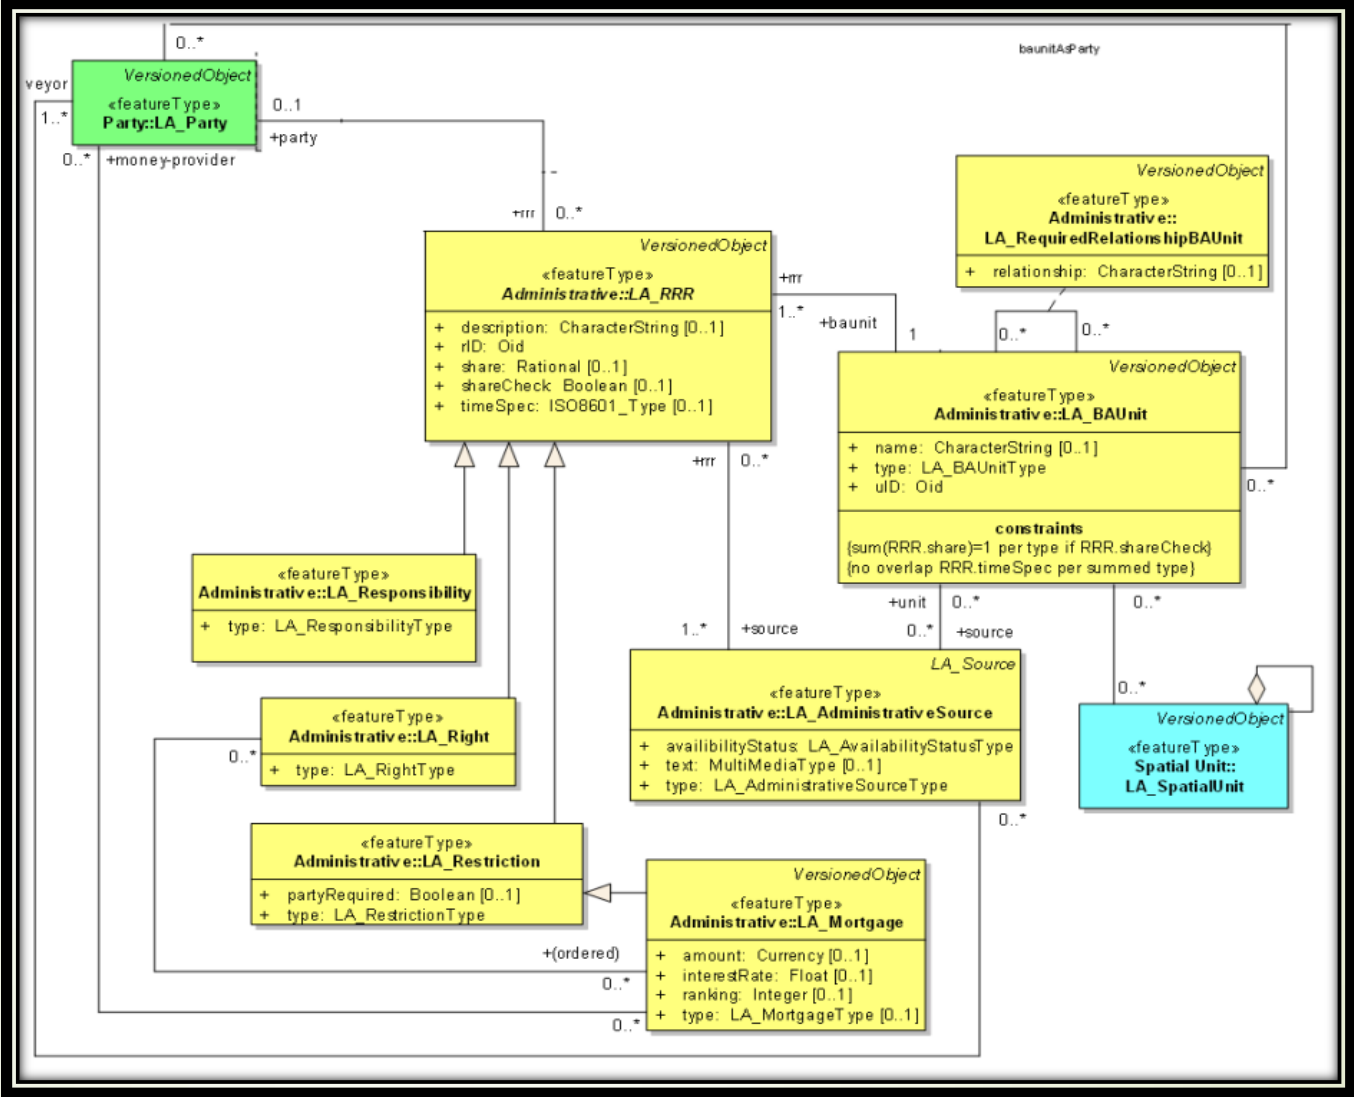 0..*
baunitAsParty
veyor
1..*
VersionedObject
«featureType»
Party::LA_Party
0..1
+party
0..*
+money-provider
+rrr
0..*
VersionedObject
«featureType»
Administrative::
LA_RequiredRelationshipBAUnit
+ relationship: CharacterString [0..1]
VersionedObject
«featureType»
Administrative::LA_RRR
+ description: CharacterString [0..1]
+ rID: Oid
+ share: Rational [0..1]
+ shareCheck: Boolean [0..1]
+ timeSpec: ISO8601_Type [0..1]
+rrr
1..*
+baunit
1
0..*
0..*
VersionedObject
«featureType»
Administrative::LA_BAUnit
+ name: CharacterString [0..1]
+ type: LA_BAUnitType
+ uID: Oid
constraints
{sum(RRR.share)=1 per type if RRR.shareCheck}
{no overlap RRR.timeSpec per summed type}
0..*
+rrr
0..*
«featureType»
Administrative::LA_Responsibility
+ type: LA_ResponsibilityType
+unit
0..*
0..*
1..*
+source
0..*
+source
LA_Source
«featureType»
Administrative::LA_AdministrativeSource
+ availibilityStatus: LA_AvailabilityStatusType
+ text: MultiMediaType [0..1]
+ type: LA_AdministrativeSourceType
0..*
0..*
VersionedObject
«featureType»
Spatial Unit::
LA_SpatialUnit
«featureType»
Administrative::LA_Right
+ type: LA_RightType
0..*
«featureType»
Administrative::LA_Restriction
+ partyRequired: Boolean [0..1]
+ type: LA_RestrictionType
VersionedObject
«featureType»
Administrative::LA_Mortgage
+ amount: Currency [0..1]
+ interestRate: Float [0..1]
+ ranking: Integer [0..1]
+ type: LA_MortgageType [0..1]
+(ordered)
0..*
0..*